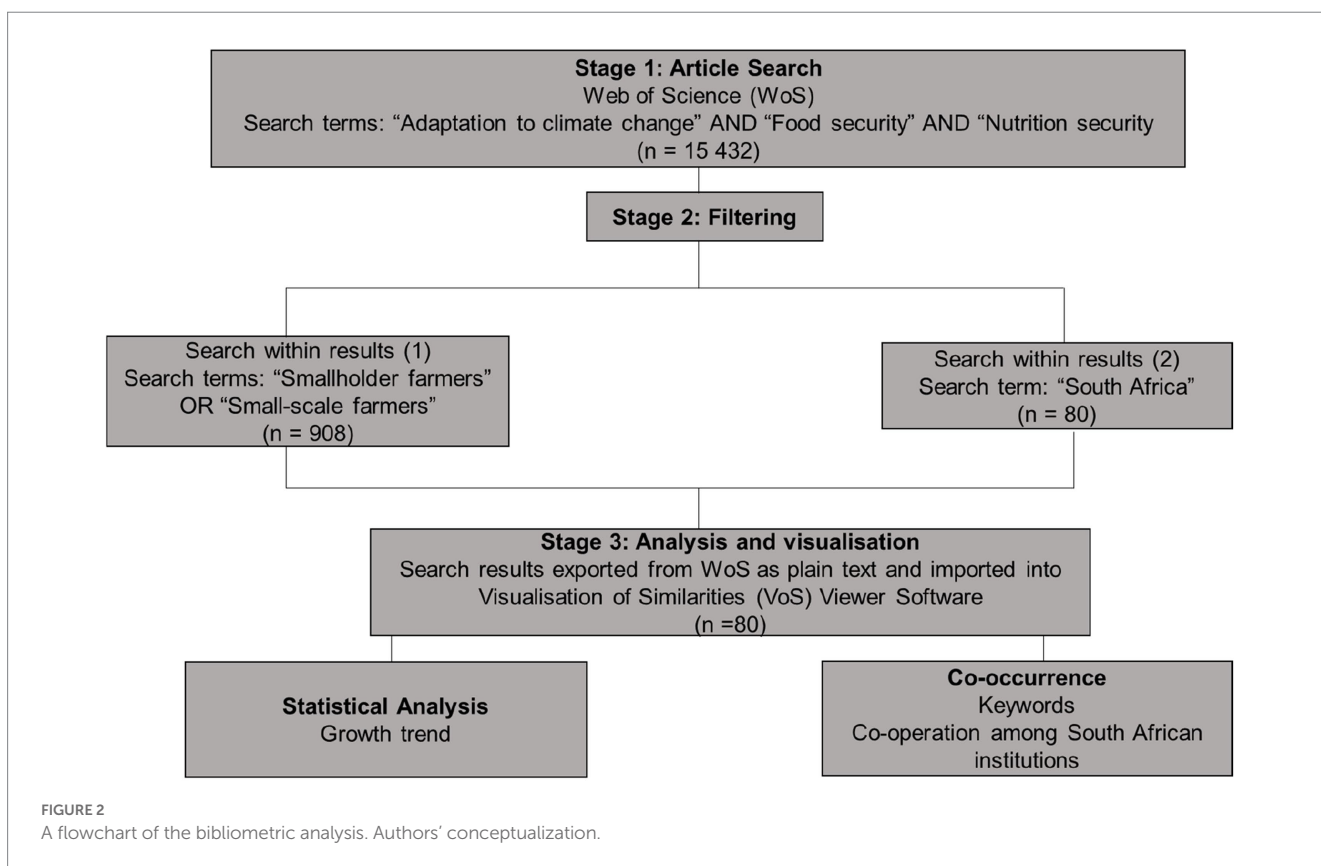 Stage 1: Article Search
Web of Science (WoS)
Search terms: “Adaptation to climate change” AND “Food security” AND “Nutrition security
(n = 15 432)
Stage 2: Filtering
Search within results (1)
Search terms: “Smallholder farmers”
OR “Small-scale farmers”
(n = 908)
Search within results (2)
Search term: “South Africa”
(n = 80)
Stage 3: Analysis and visualisation
Search results exported from WoS as plain text and imported into
Visualisation of Similarities (VoS) Viewer Software
(n =80)
Statistical Analysis
Growth trend
Co-occurrence
Keywords
Co-operation among South African
institutions
FIGURE 2
A flowchart of the bibliometric analysis. Authors’ conceptualization.